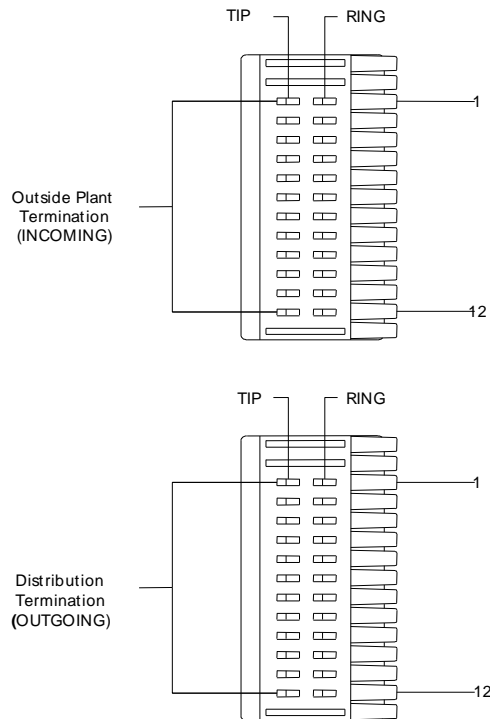 TIP RING
1
Outside Plant
Termination
(INCOMING)
12
TIP RING
1
Distribution
Termination
(OUTGOING)
12